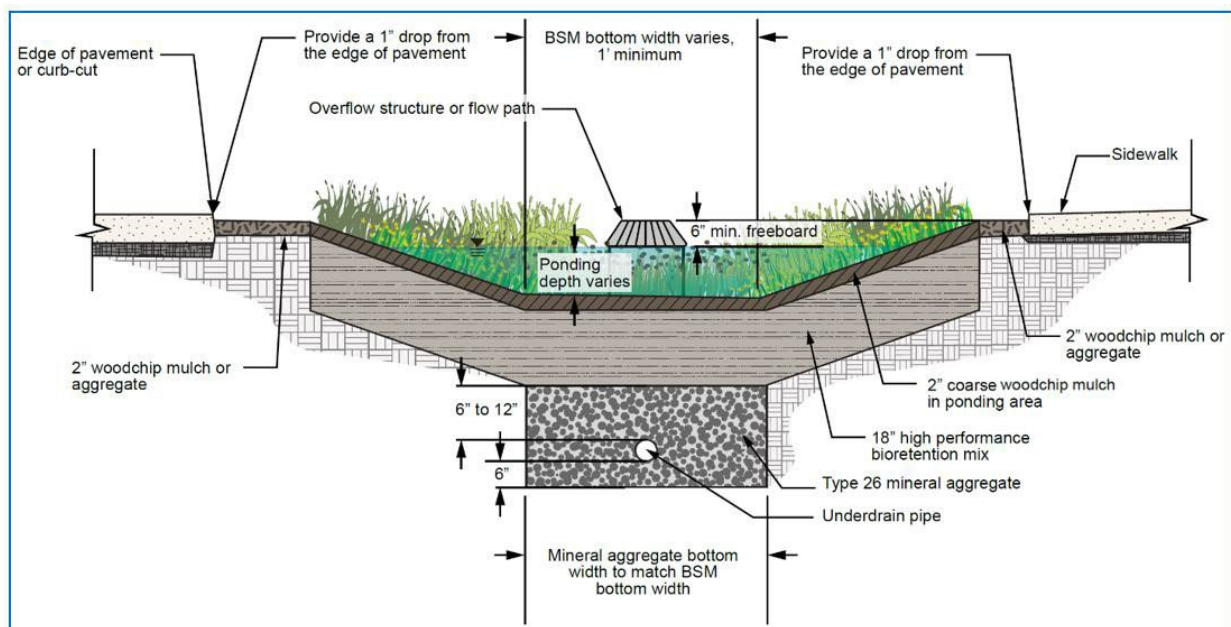 Edge of pavement
or curb-cut
Provide a 1” drop from
the edge of pavement
BSM bottom width varies,
1’ minimum
Provide a 1” drop from
the edge of pavement
Overflow structure or flow path
Sidewalk
6” min. freeboard
Ponding
depth varies
2” woodchip mulch or
aggregate
2” woodchip mulch or
aggregate
2” coarse woodchip mulch
in ponding area
6” to 12”
18” high performance
bioretention mix
6”
Type 26 mineral aggregate
Underdrain pipe
Mineral aggregate bottom
width to match BSM
bottom width